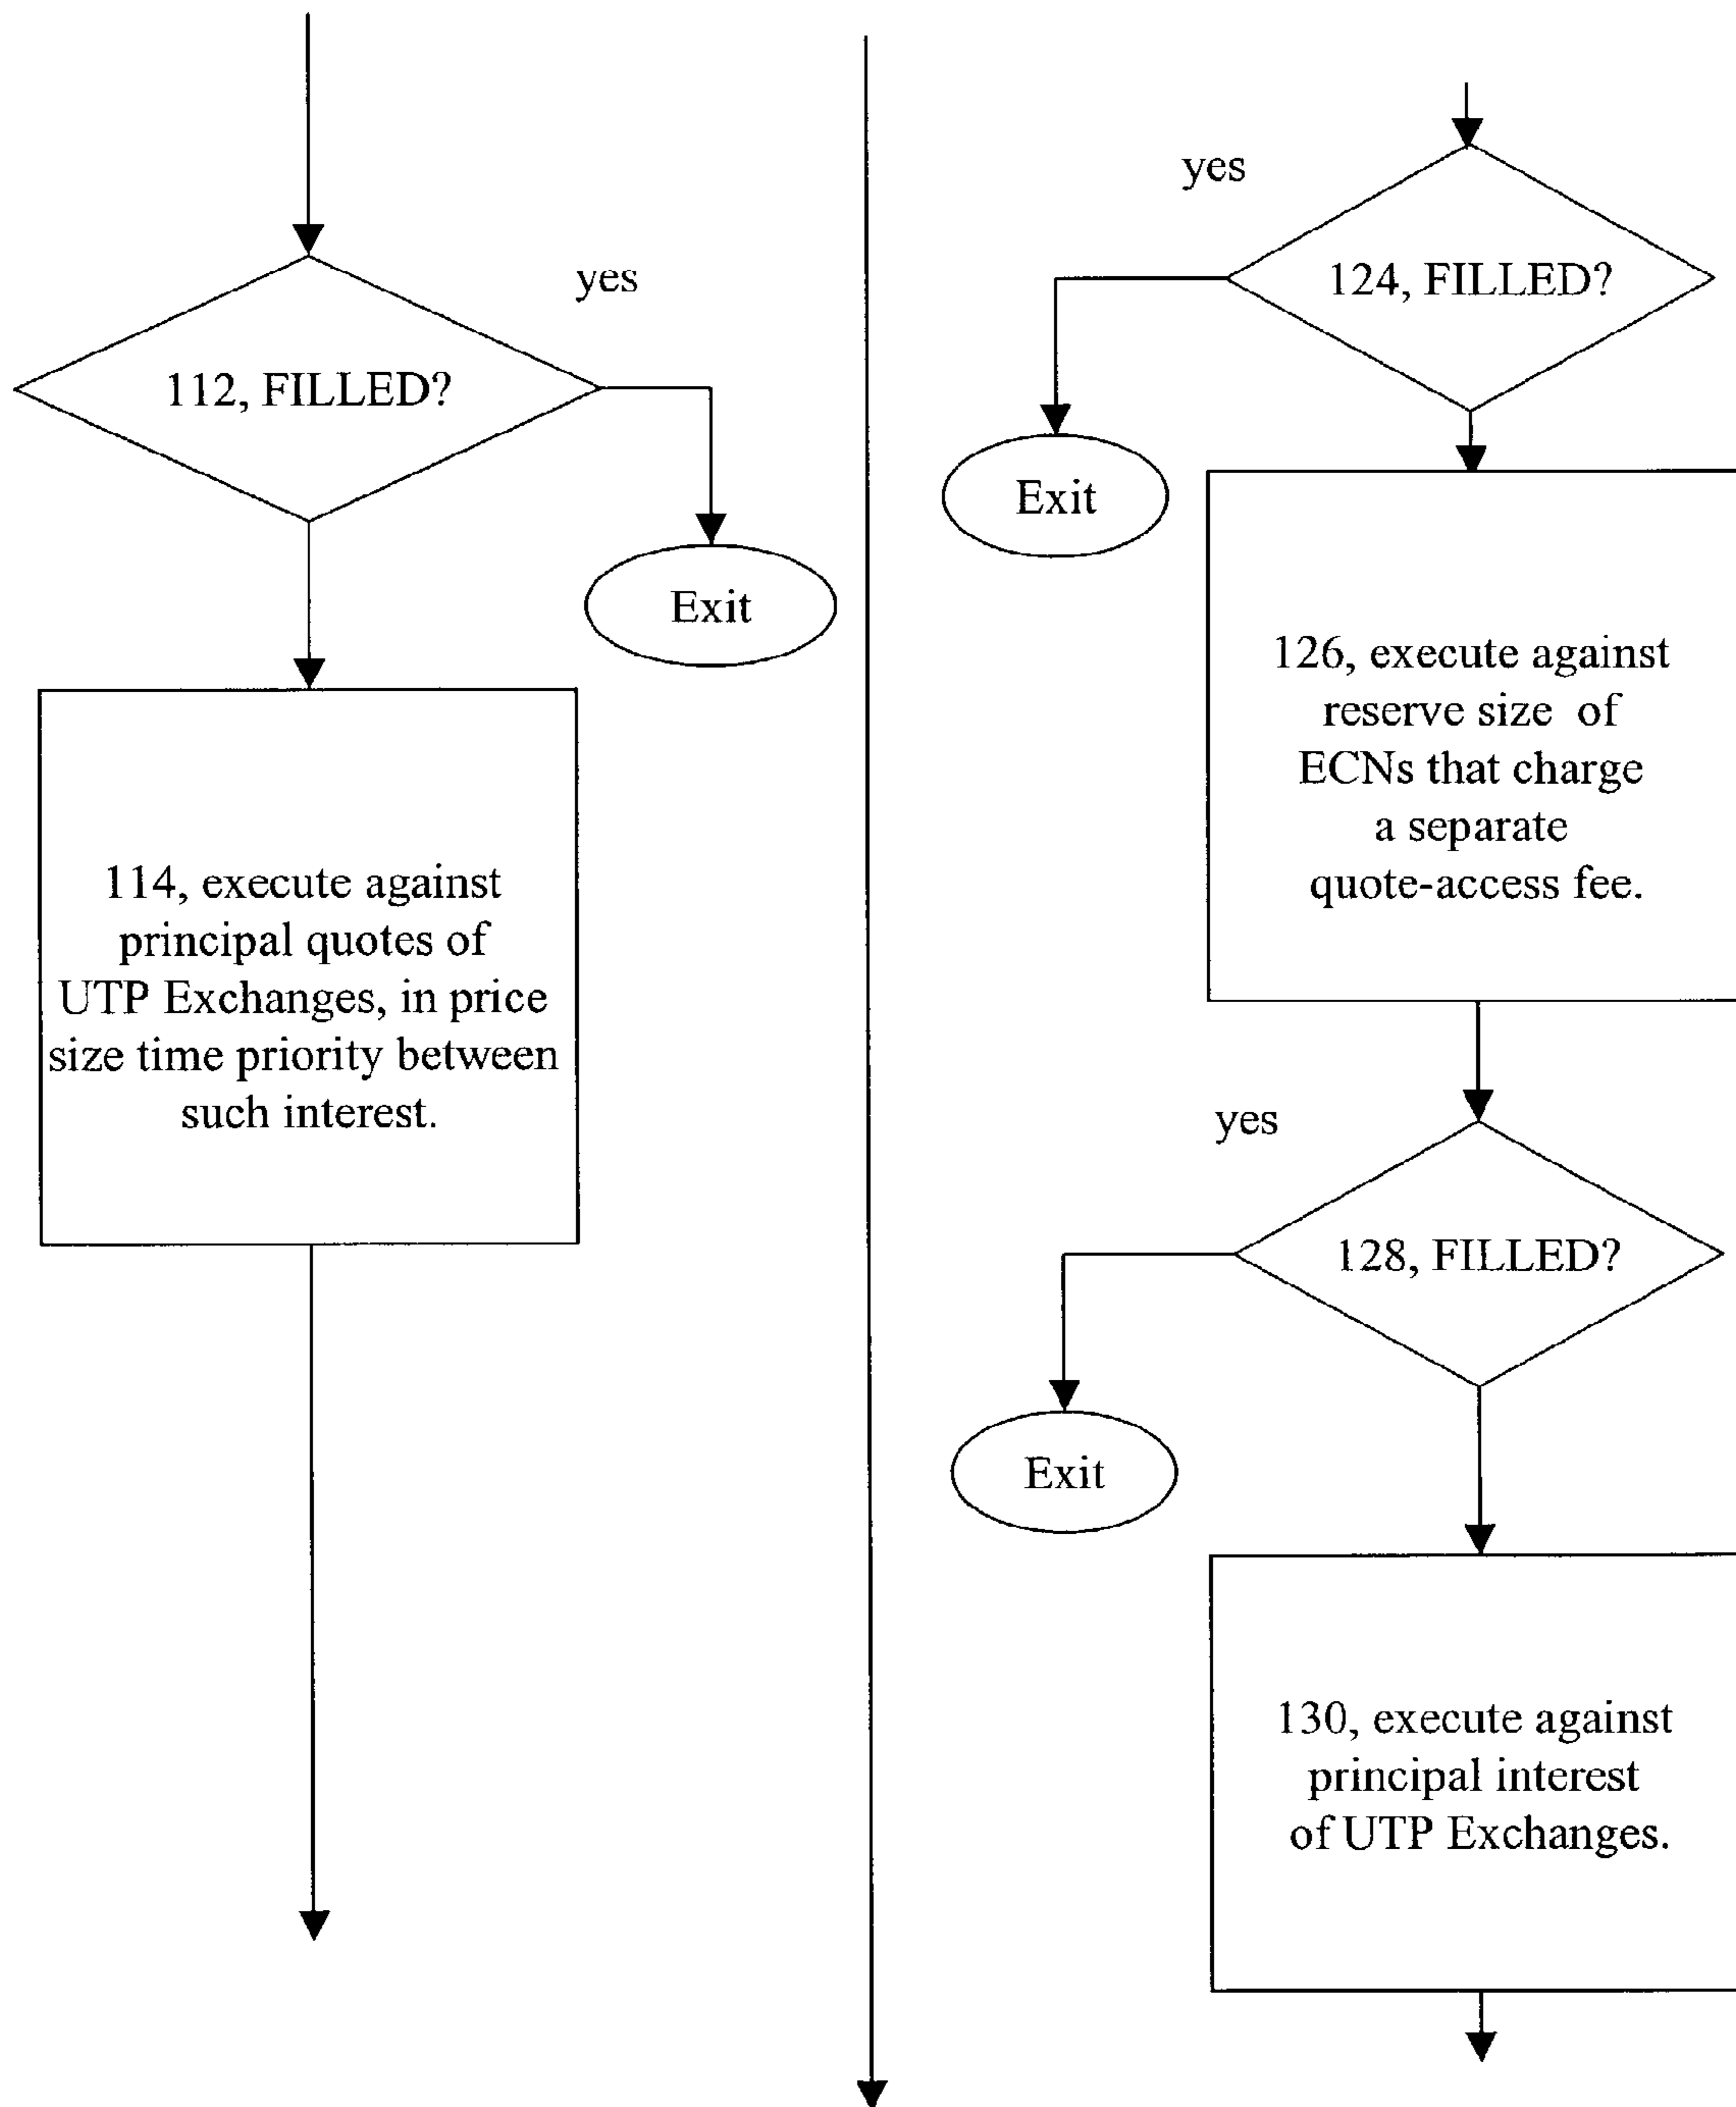 yes
112, FILLED?
Exit
114, execute against
principal quotes of
UTP Exchanges, in price
size time priority between
such interest.
yes
124, FILLED?
Exit
126, execute against
reserve size of
ECNs that charge
a separate
quote-access fee.
yes
128, FILLED?
Exit
130, execute against
principal interest
of UTP Exchanges.